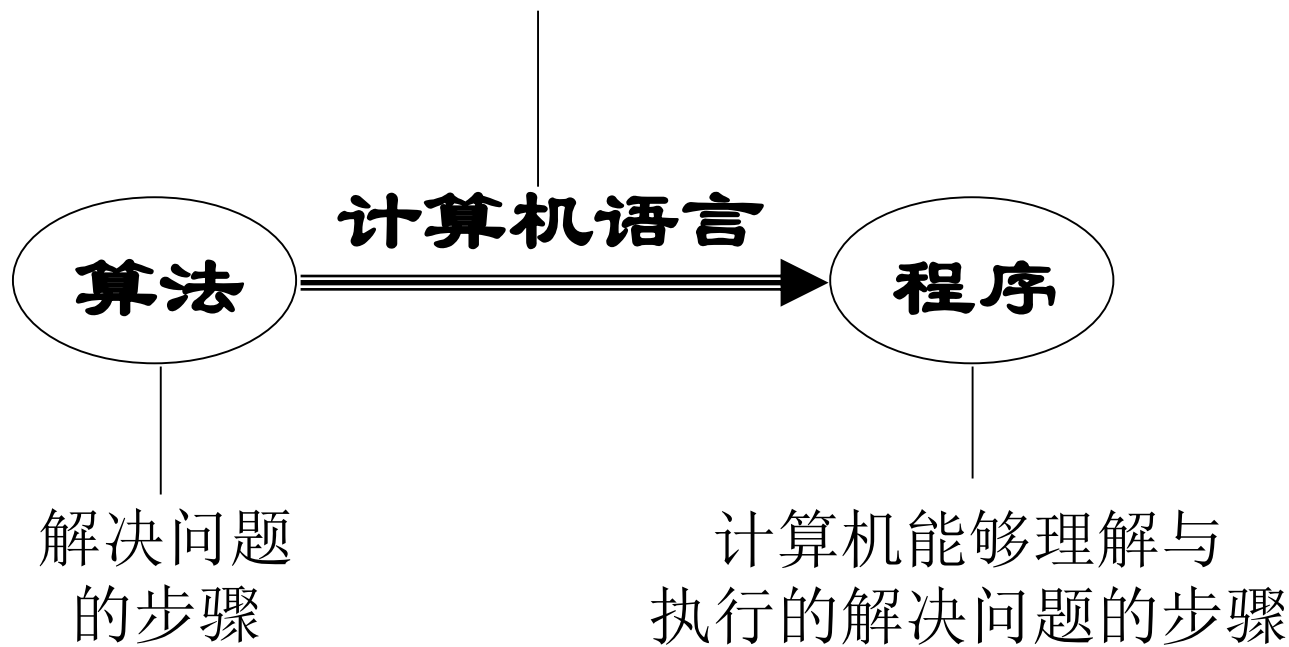 计算机语言
算法
程序
解决问题
的步骤
计算机能够理解与
执行的解决问题的步骤